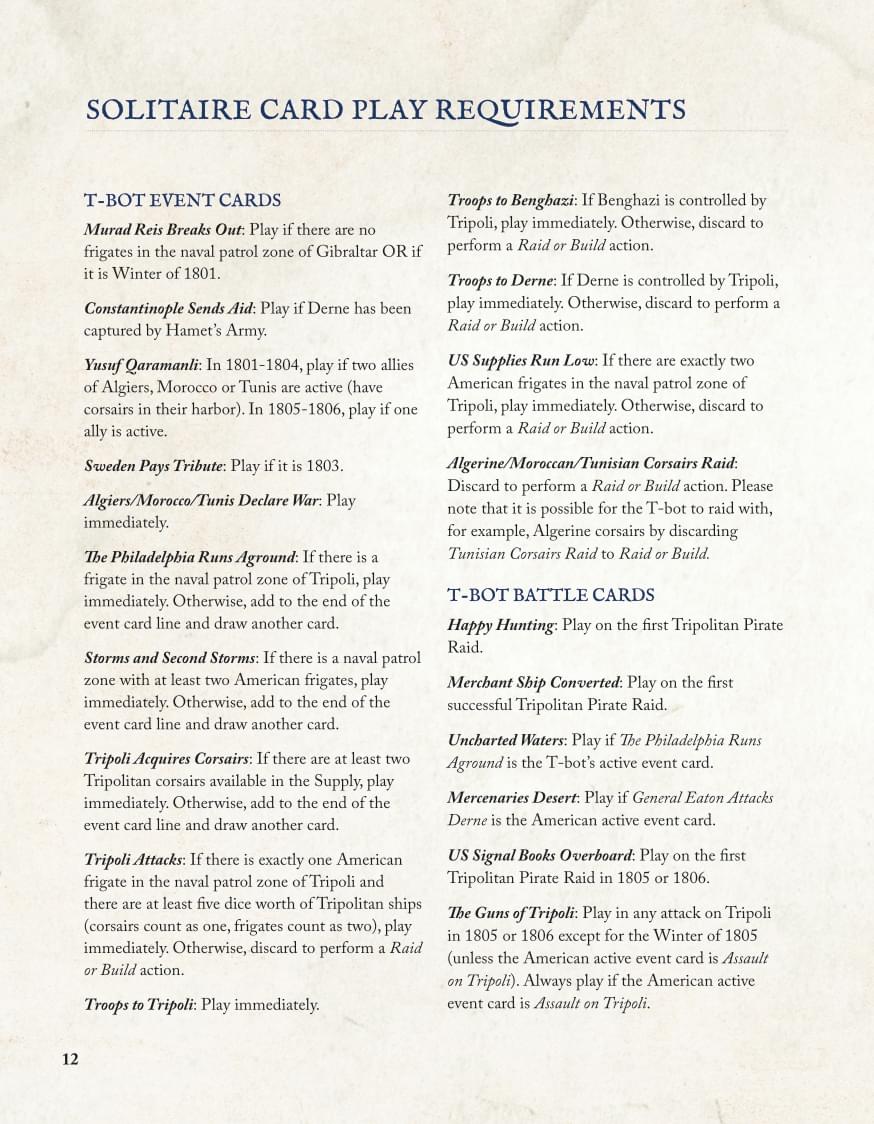 SOLITAIRE CARD PLAY REQUIREMENTS
T-BOT EVENT CARDS
Murad Reis Breaks Out: Play if there are no
frigates in the naval patrol zone of Gibraltar OR if
it is Winter of 1801.
Constantinople Sends Aid: Play if Derne has been
captured by Hamet's Army.
Yusuf Qaramanli: In 1801-1804, play if two allies
of Algiers, Morocco or Tunis are active (have
corsairs in their harbor). In 1805-1806, play if one
ally is active.
Sweden Pays Tribute: Play if it is 1803.
Algiers/Morocco/Tunis Declare War: Play
immediately.
The Philadelphia Runs Aground: If there is a
frigate in the naval patrol zone of Tripoli, play
immediately. Otherwise, add to the end of the
event card line and draw another card.
Storms and Second Storms: If there is a naval patrol
zone with at least two American frigates, play
immediately. Otherwise, add to the end of the
event card line and draw another card.
Tripoli Acquires Corsairs: If there are at least two
Tripolitan corsairs available in the Supply, play
immediately. Otherwise, add to the end of the
event card line and draw another card.
Tripoli Attacks: If there is exactly one American
frigate in the naval patrol zone of Tripoli and
there are at least five dice worth of Tripolitan ships
(corsairs count as one, frigates count as two), play
immediately. Otherwise, discard to perform a Raid
or Build action.
Troops to Tripoli: Play immediately.
Troops to Benghazi: If Benghazi is controlled by
Tripoli, play immediately. Otherwise, discard to
perform a Raid or Build action.
Troops to Derne: If Derne is controlled by Tripoli,
play immediately. Otherwise, discard to perform a
Raid or Build action.
US Supplies Run Low: If there are exactly two
American frigates in the naval patrol zone of
Tripoli, play immediately. Otherwise, discard to
perform a Raid or Build action.
Algerine/Moroccan/Tunisian Corsairs Raid:
Discard to perform a Raid or Build action. Please
note that it is possible for the T-bot to raid with,
for example, Algerine corsairs by discarding
Tunisian Corsairs Raid to Raid or Build.
T-BOT BATTLE CARDS
Happy Hunting: Play on the first Tripolitan Pirate
Raid.
Merchant Ship Converted: Play on the first
successful Tripolitan Pirate Raid.
Uncharted Waters: Play if The Philadelphia Runs
Aground is the T-bot's active event card.
Mercenaries Desert: Play if General Eaton Attacks
Derne is the American active event card.
US Signal Books Overboard: Play on the first
Tripolitan Pirate Raid in 1805 or 1806.
The Guns of Tripoli: Play in any attack on Tripoli
in 1805 or 1806 except for the Winter of 1805
(unless the American active event card is Assault
on Tripoli). Always play if the American active
event card is Assault on Tripoli.
12